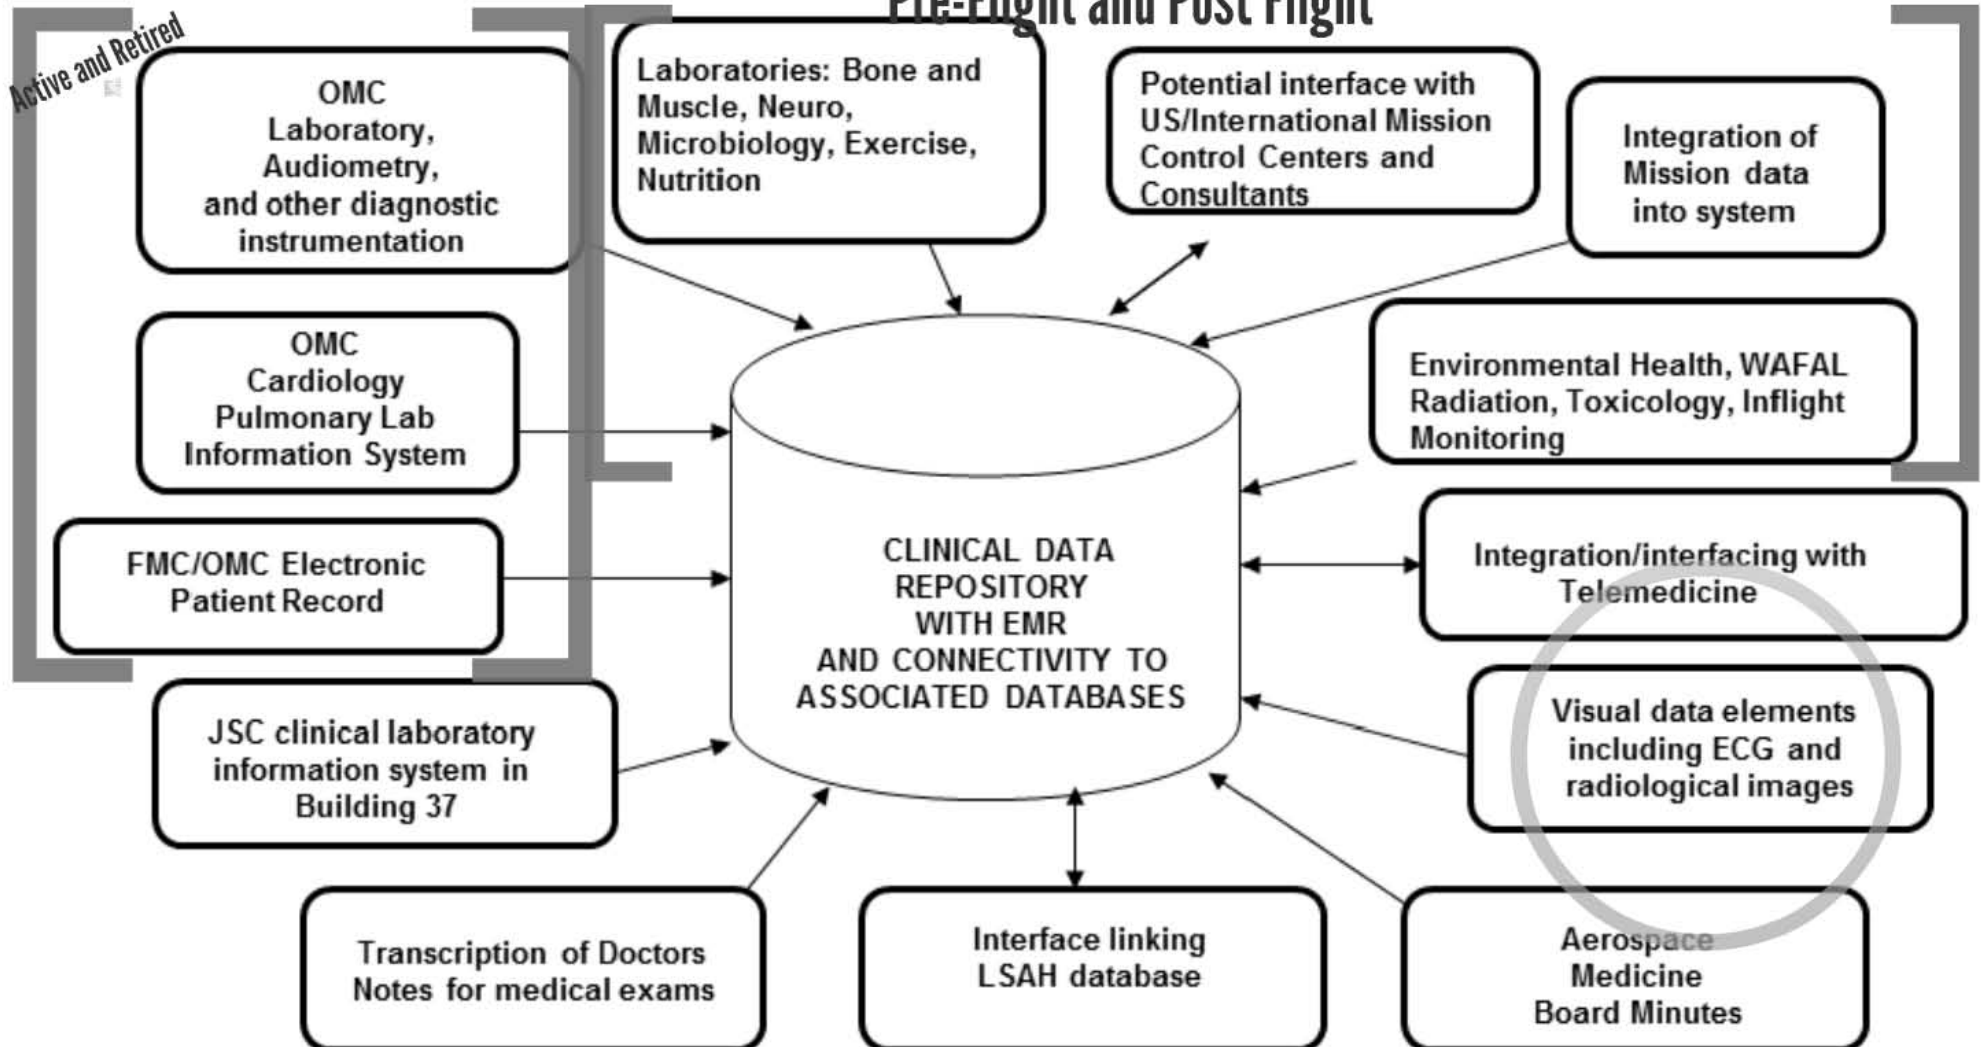 Pre-Flight and Post Flight
Active and Retired
OMC
Laboratory,
Audiometry,
and other diagnostic
instrumentation
Laboratories: Bone and
Muscle, Neuro,
Microbiology, Exercise,
Nutrition
Potential interface with
US/International Mission
Control Centers and
Consultants
Integration of
Mission data
into system
OMC
Cardiology
Pulmonary Lab
Information System
Environmental Health, WAFAL
Radiation, Toxicology, Inflight
Monitoring
FMC/OMC Electronic
Patient Record
CLINICAL DATA
REPOSITORY
WITH EMR
AND CONNECTIVITY TO
ASSOCIATED DATABASES
Integration/interfacing with
Telemedicine
JSC clinical laboratory
information system in
Building 37
Visual data elements
including ECG and
radiological images
Transcription of Doctors
Notes for medical exams
Interface linking
LSAH database
Aerospace
Medicine
Board Minutes